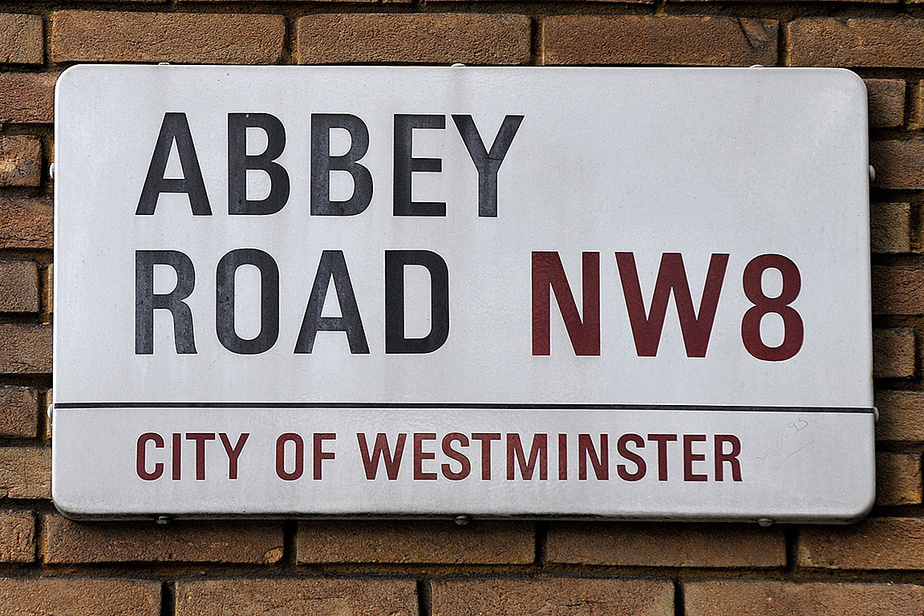 ABBEY
ROAD NW8
CITY OF WESTMINSTER